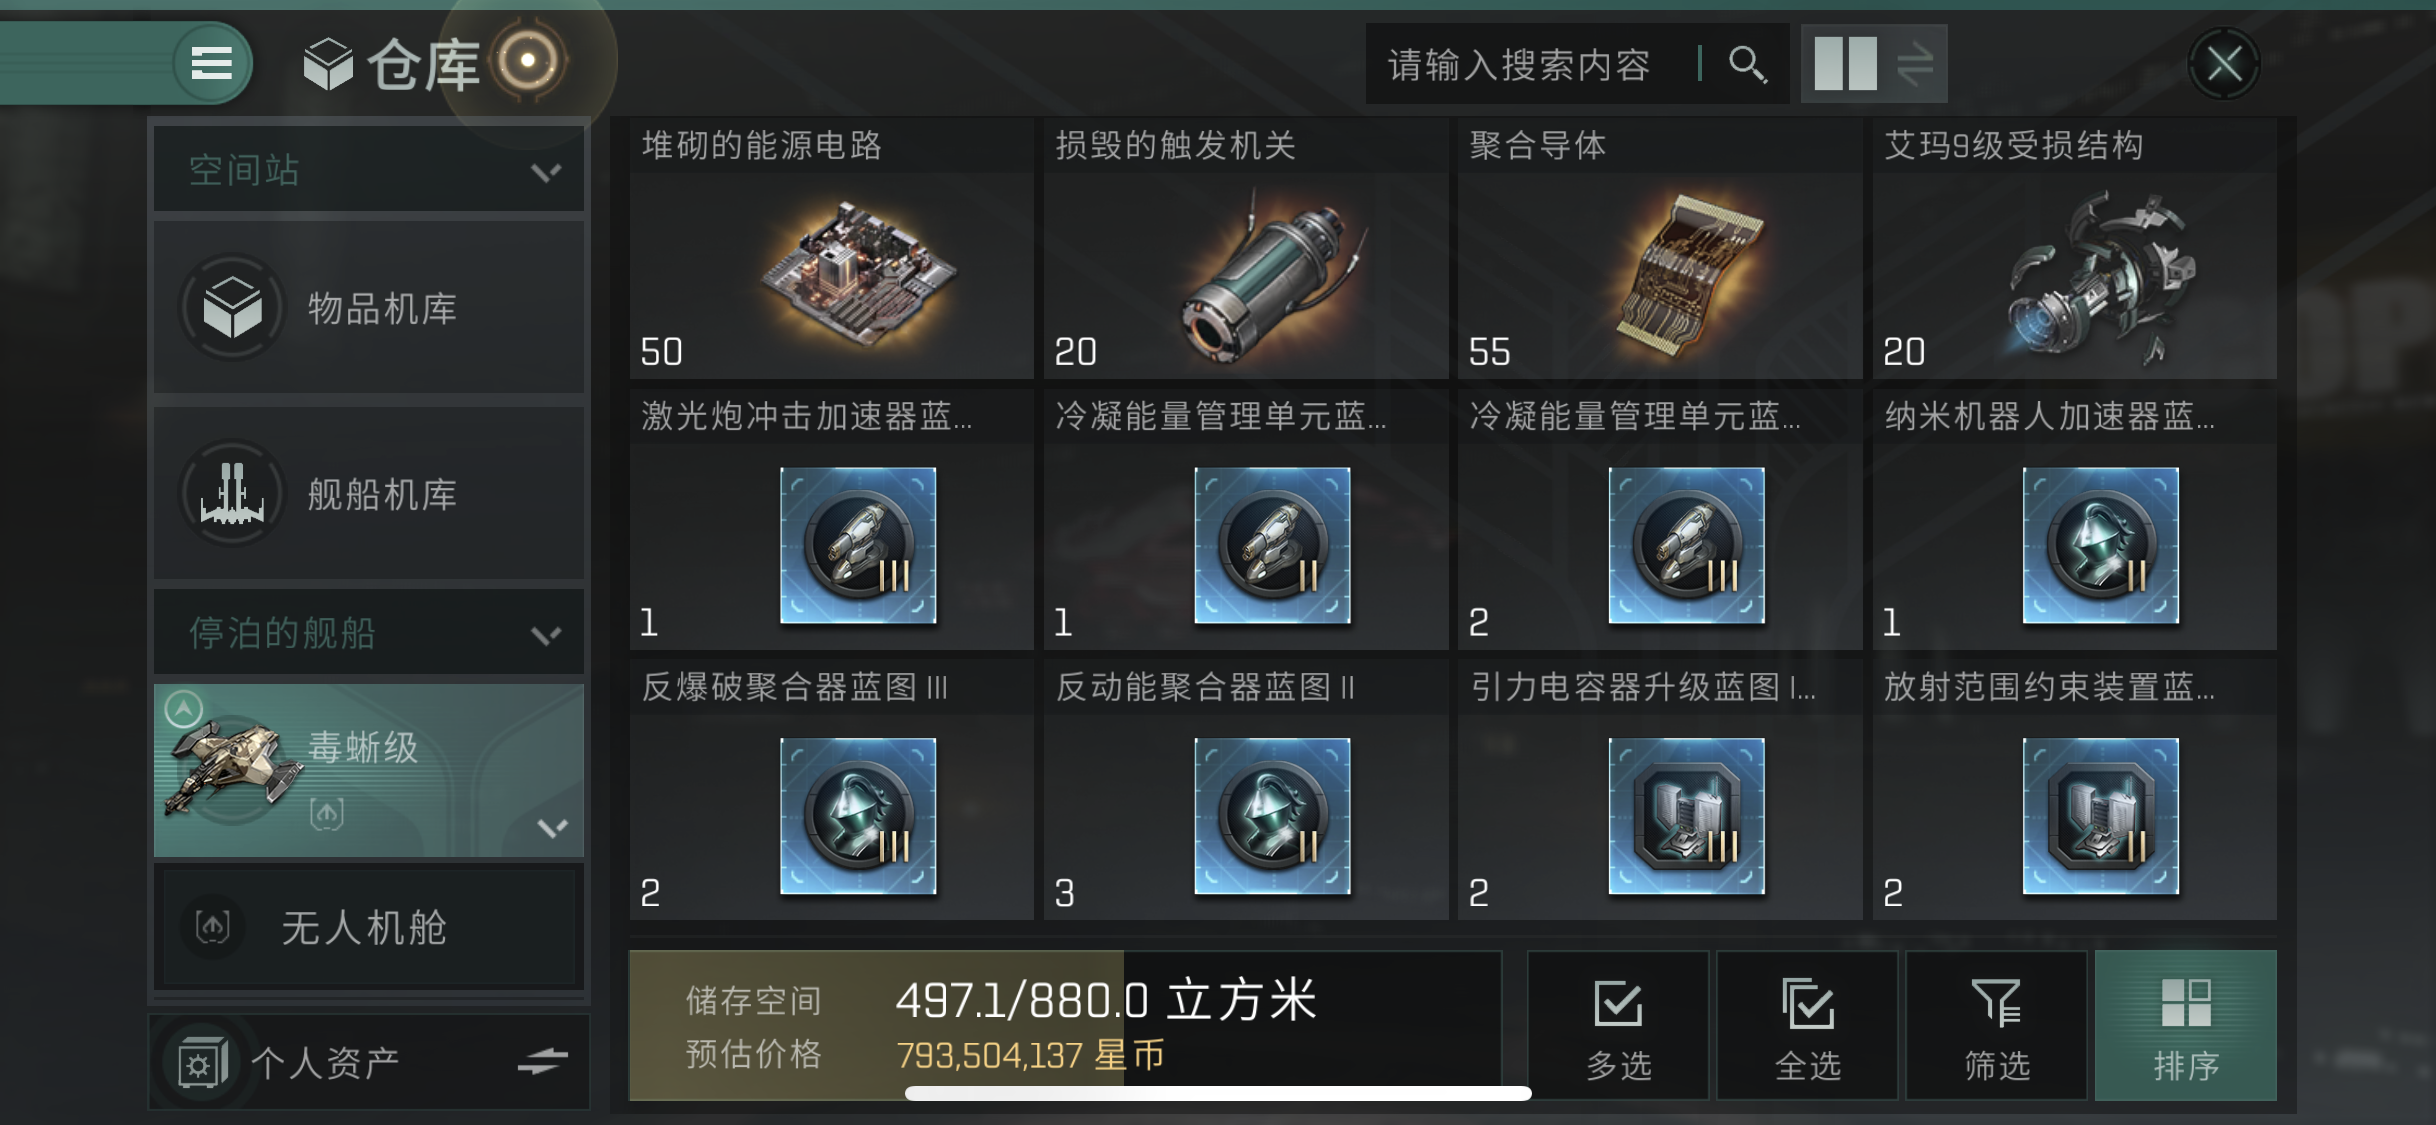 仓库
请输入搜索内容
空间站
物品机库
舰船机库
停泊的舰船
毒蜥级
无人机舱
个人资产
堆砌的能源电路
50
损毁的触发机关
20
聚合导体
55
艾玛9级受损结构
20
激光炮冲击加速器蓝...
III
1
冷凝能量管理单元蓝...
II
1
冷凝能量管理单元蓝...
III
2
纳米机器人加速器蓝...
II
1
反爆破聚合器蓝图 III
III
2
反动能聚合器蓝图 II
II
3
引力电容器升级蓝图 I...
III
2
放射范围约束装置蓝...
II
2
储存空间 497.1/880.0 立方米
预估价格 793,504,137 星币
多选
全选
筛选
排序